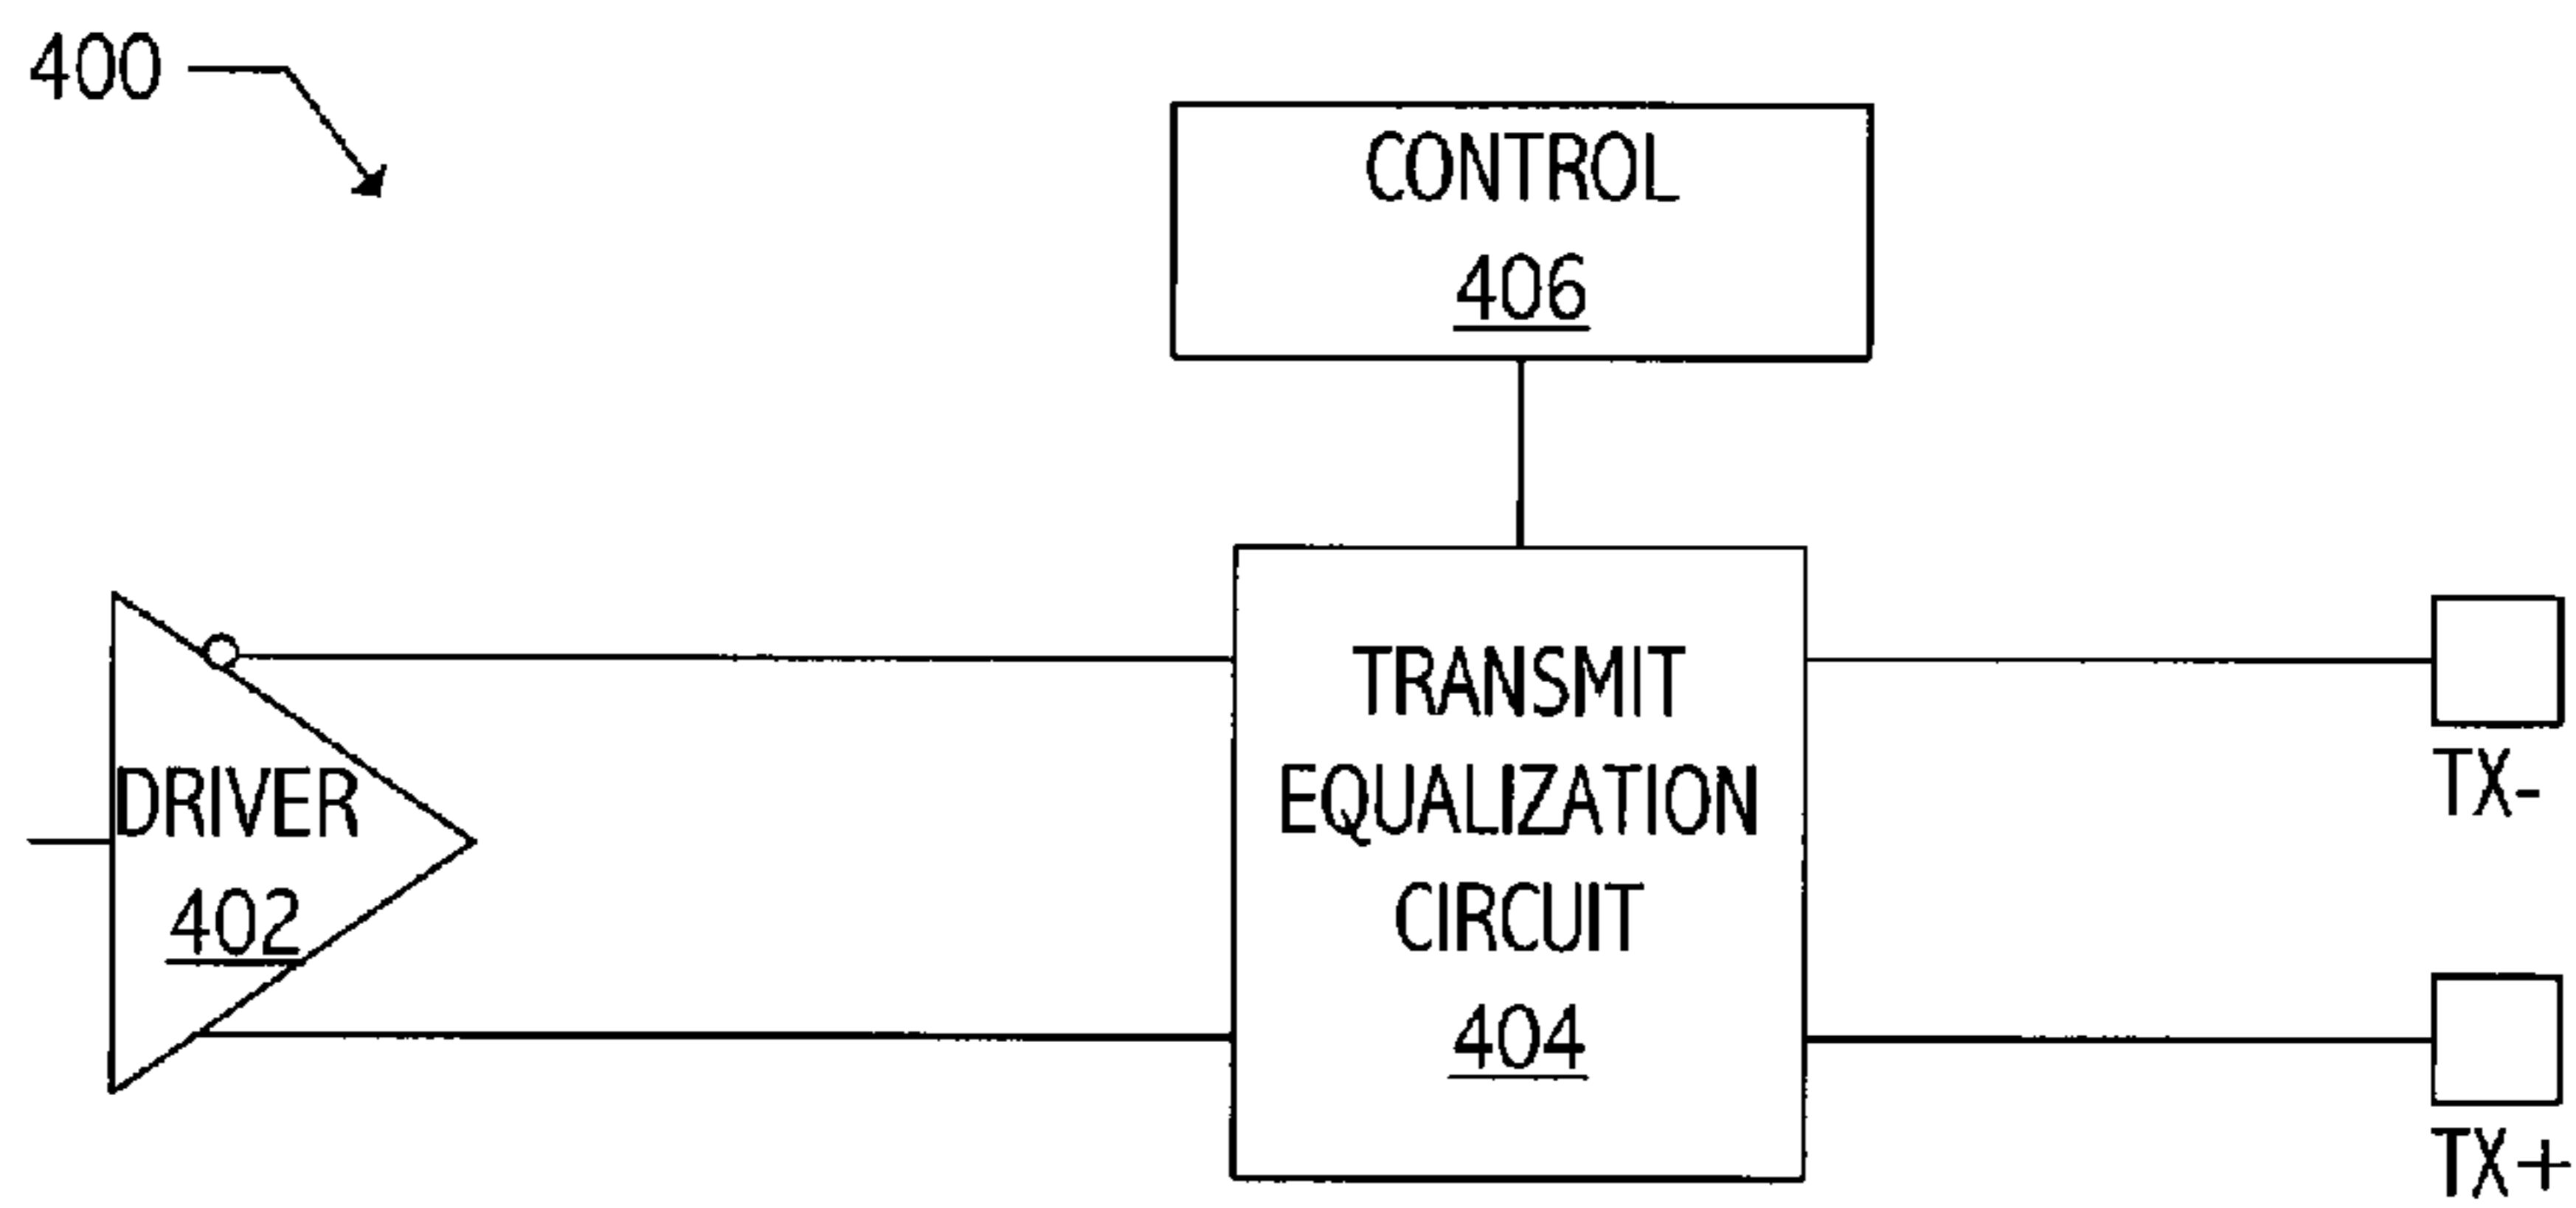 400
CONTROL
406
DRIVER
402
TRANSMIT
EQUALIZATION
CIRCUIT
404
TX-
TX+